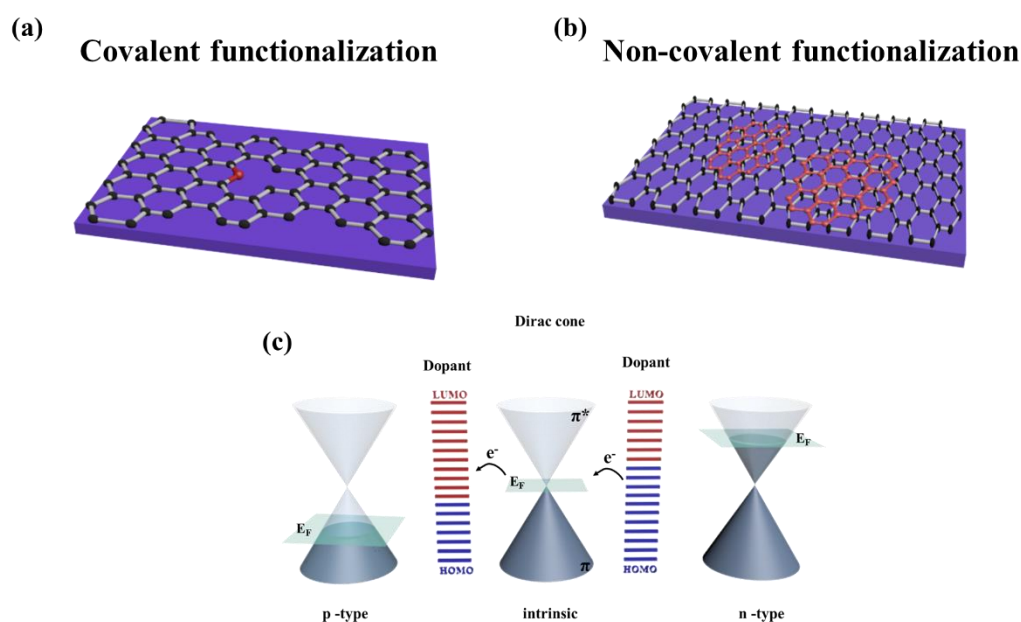 (a)
Covalent functionalization
(b)
Non-covalent functionalization
(c)
Dirac cone
Dopant
Dopant
LUMO
LUMO
π*
e-
e-
EF
EF
EF
π
HOMO
HOMO
p -type
intrinsic
n -type